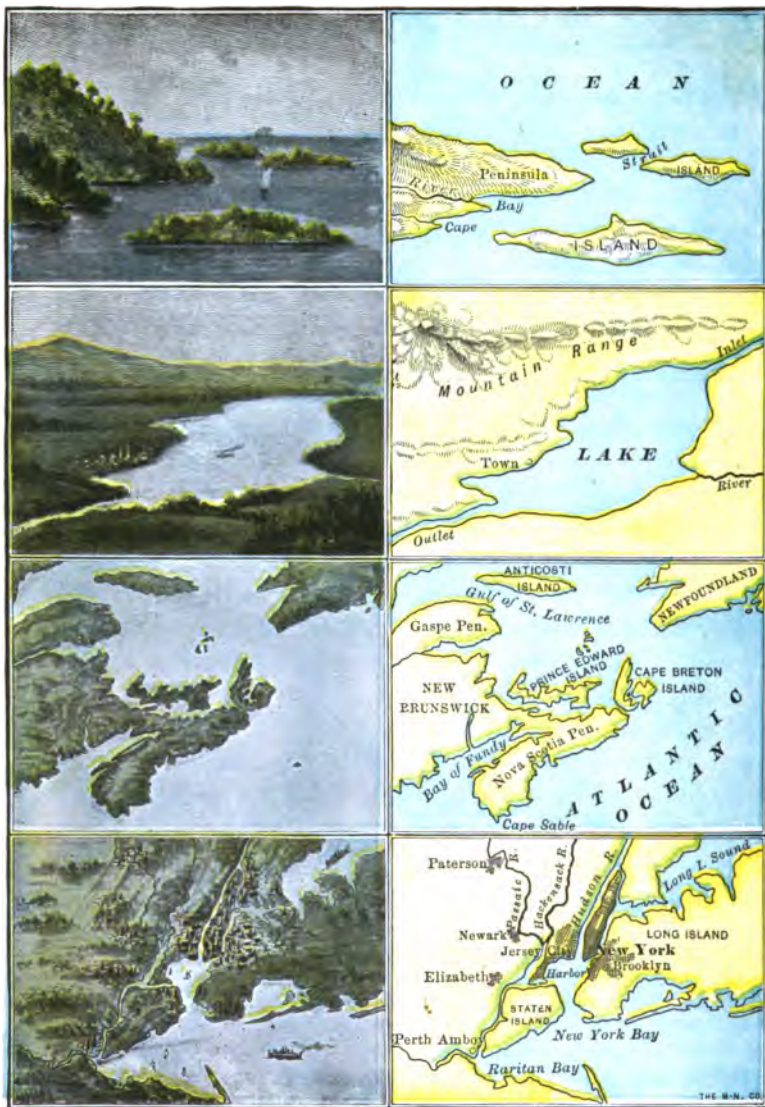 OCEAN
Strait
Peninsula
ISLAND
River
Bay
Cape
ISLAND
Mountain Range
Inlet
LAKE
Town
River
Outlet
ANTICOSTI
ISLAND
NEWFOUNDLAND
Gulf of St. Lawrence
Gaspe Pen.
PRINCE EDWARD
ISLAND
CAPE BRETON
ISLAND
NEW
BRUNSWICK
Nova Scotia Pen.
Bay of Fundy
ATLANTIC
OCEAN
Cape Sable
Paterson
Passaic R.
Hackensack R.
Hudson R.
Long I. Sound
Newark
LONG ISLAND
Jersey City
New York
Brooklyn
Elizabeth
Harbor
STATEN
ISLAND
New York Bay
Perth Amboy
Raritan Bay
THE M.-N. CO.